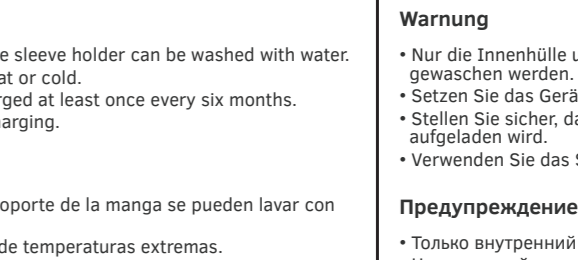 e sleeve holder can be washed with water.
at or cold.
rged at least once every six months.
arging.
oporte de la manga se pueden lavar con
de temperaturas extremas.
Warnung
• Nur die Innenhülle u
gewaschen werden.
• Setzen Sie das Gerä
• Stellen Sie sicher, da
aufgeladen wird.
• Verwenden Sie das S
Предупреждение
• Только внутренний